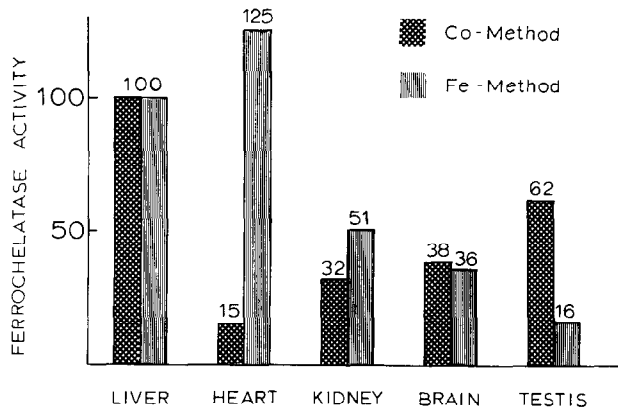 125
Co-Method
Fe-Method
100
100
62
51
50
38
36
32
15
16
FERROCHELATASE ACTIVITY
LIVER HEART KIDNEY BRAIN TESTIS